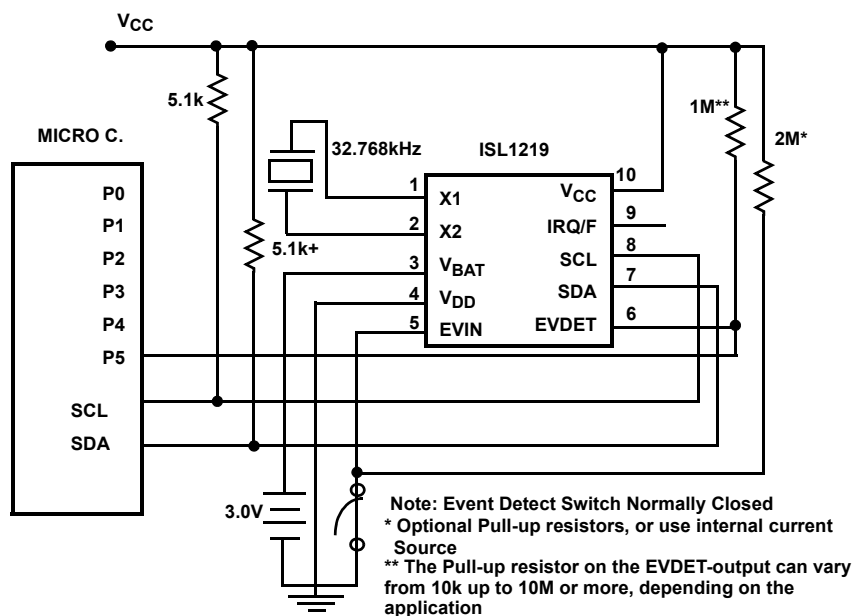 VCC
5.1k
1M**
2M*
MICRO C.
32.768kHz
ISL1219
P0
P1
P2
P3
P4
P5
SCL
SDA
5.1k+
1
2
3
4
5
X1
X2
VBAT
VDD
EVIN
VCC
IRQ/F
SCL
SDA
EVDET
10
9
8
7
6
3.0V
Note: Event Detect Switch Normally Closed
* Optional Pull-up resistors, or use internal current
Source
** The Pull-up resistor on the EVDET-output can vary
from 10k up to 10M or more, depending on the
application